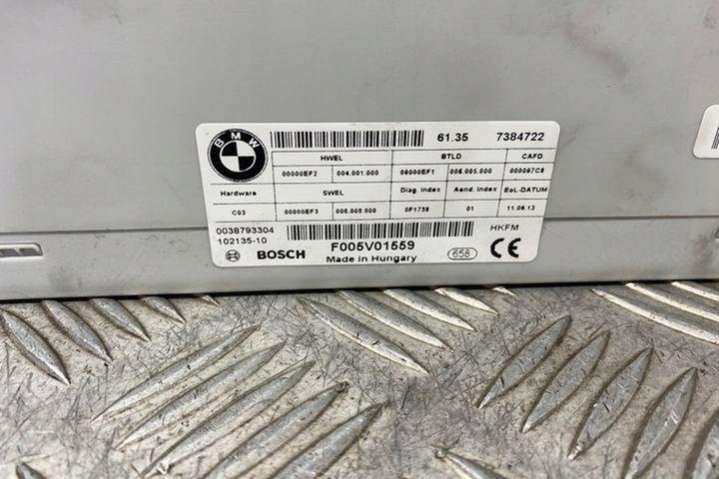 BMW
61.35 7384722
HWEL BTLD CAFD
00000EF2 004.001.000 00000EF1 006.005.000 000007C8
Hardware SWEL Diag. Index Aend. Index Eol.-DATUM
C03 00000EF3 006.005.500 0F1738 01 11.06.13
0038793304
102135-10
BOSCH F005V01559 658 HKFM CE
Made in Hungary